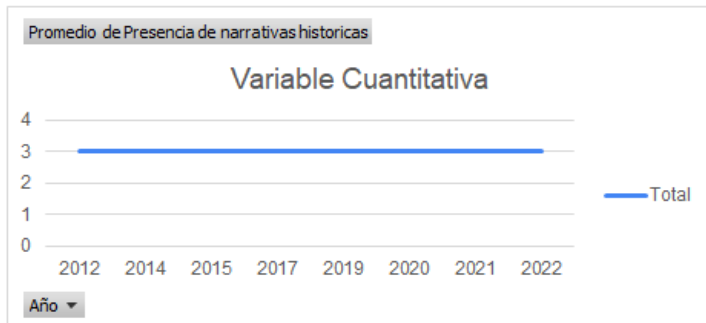 Promedio de Presencia de narrativas historicas
Variable Cuantitativa
4
3
2
1
0
2012 2014 2015 2017 2019 2020 2021 2022
Total
Año